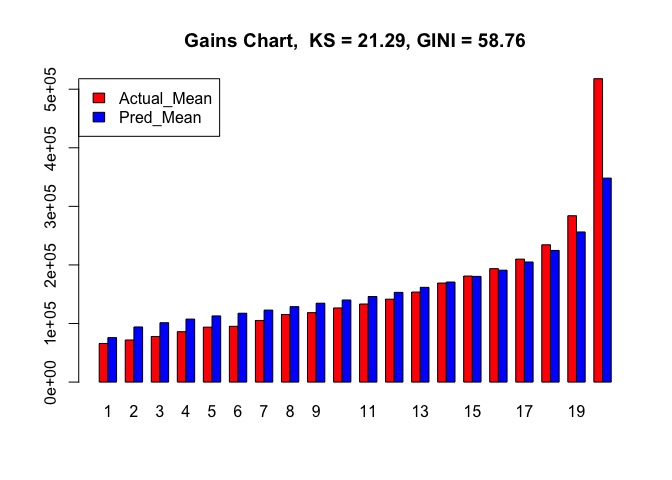 Gains Chart,  KS = 21.29, GINI = 58.76
5e+05
4e+05
3e+05
2e+05
1e+05
0e+00
Actual_Mean
Pred_Mean
1 2 3 4 5 6 7 8 9 11 13 15 17 19